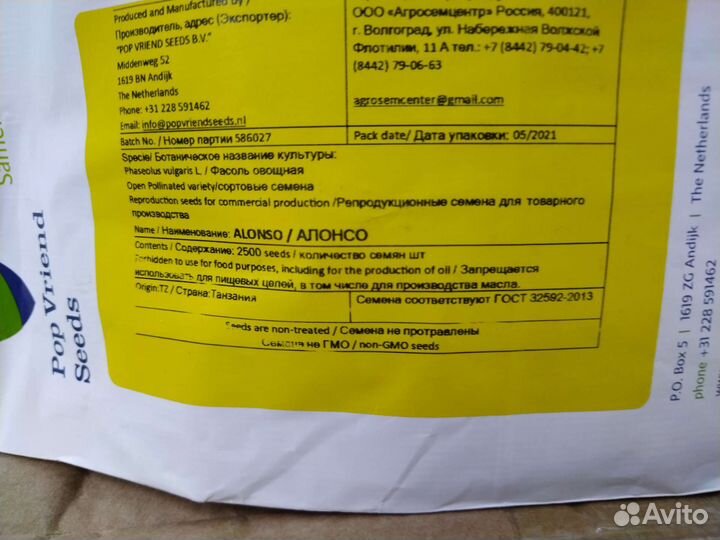 Produced and Manufactured by /
Производитель, адрес (Экспортер):
"POP VRIEND SEEDS B.V."
Middenweg 52
1619 BN Andijk
The Netherlands
Phone: +31 228 591462
Email: info@popvriendseeds.nl
ООО «Агросемцентр» Россия, 400121,
г. Волгоград, ул. Набережная Волжской
Флотилии, 11 А тел.: +7 (8442) 79-04-42; +7
(8442) 79-06-63
agrosemcenter@gmail.com
Batch No. / Номер партии 586027
Pack date/ Дата упаковки: 05/2021
Specie/ Ботаническое название культуры:
Phaseolus vulgaris L. / Фасоль овощная
Open Pollinated variety/сортовые семена
Reproduction seeds for commercial production /Репродукционные семена для товарного
производства
Name / Наименование: ALONSO / АЛОНСО
Contents / Содержание: 2500 seeds / количество семян шт
Forbidden to use for food purposes, including for the production of oil / Запрещается
использовать для пищевых целей, в том числе для производства масла.
Origin:TZ / Страна:Танзания
Семена соответствуют ГОСТ 32592-2013
Seeds are non-treated / Семена не протравлены
Семена не ГМО / non-GMO seeds
Pop Vriend
Seeds
P.O. Box 5 | 1619 ZG Andijk | The Netherlands
phone +31 228 591462
Avito